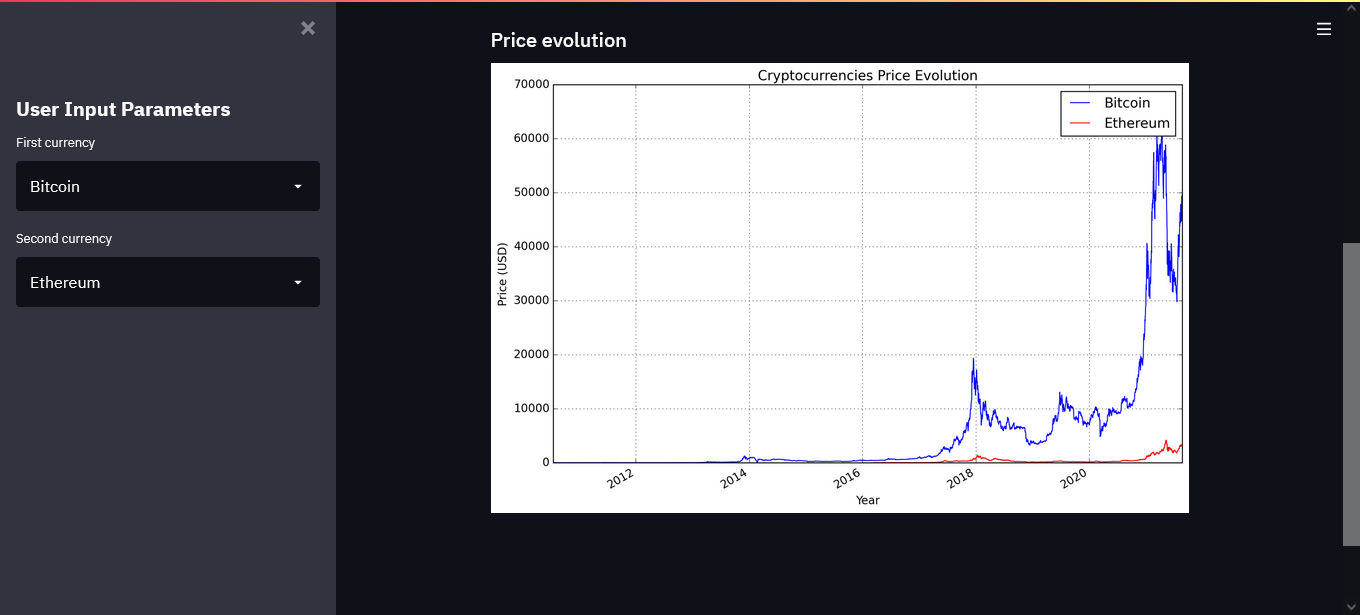 User Input Parameters
First currency
Bitcoin
Second currency
Ethereum
Price evolution
Cryptocurrencies Price Evolution
Bitcoin
Ethereum
70000
60000
50000
40000
30000
20000
10000
0
Price (USD)
2012 2014 2016 2018 2020
Year